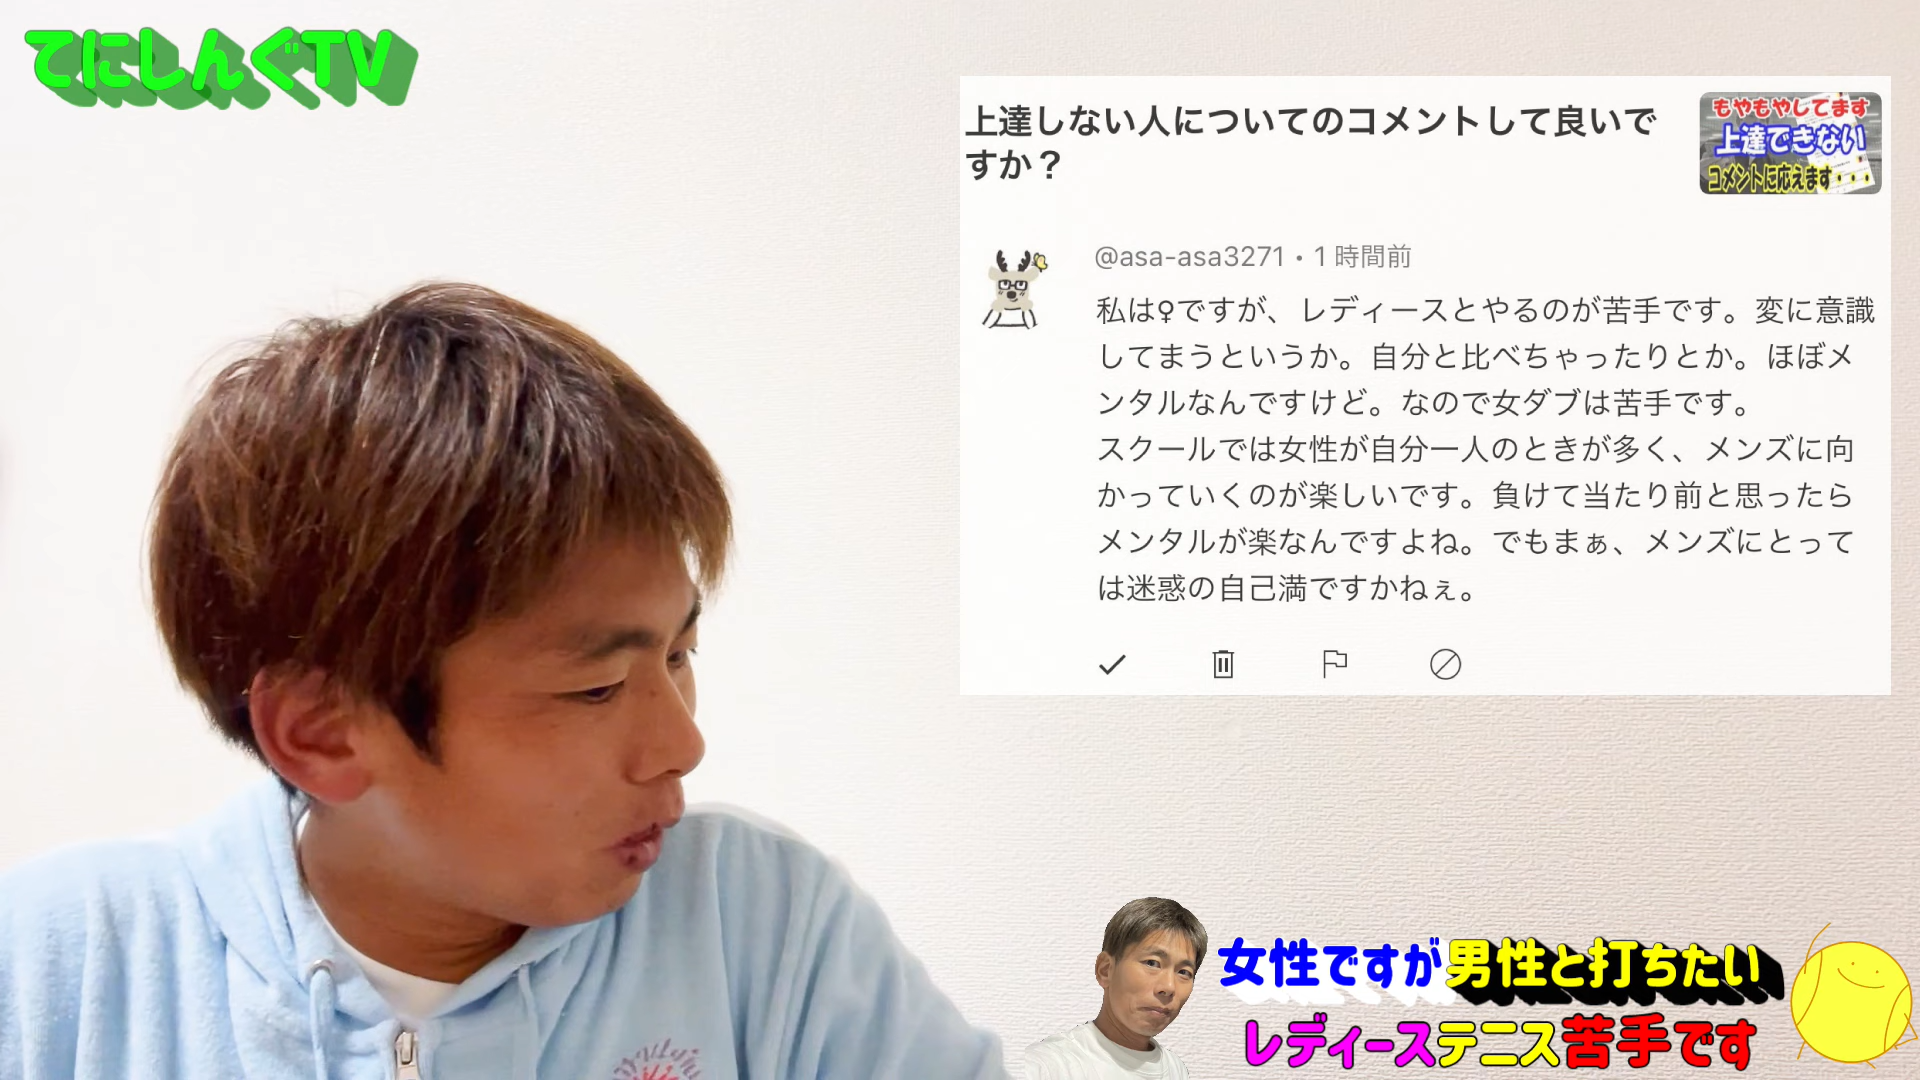 てにしんぐTV
上達しない人についてのコメントして良いで
すか？
もやもやしてます
上達できない
コメントに応えます・・・
@asa-asa3271・1 時間前
私は♀ですが、レディースとやるのが苦手です。変に意識
してまうというか。自分と比べちゃったりとか。ほぼメ
ンタルなんですけど。なので女ダブは苦手です。
スクールでは女性が自分一人のときが多く、メンズに向
かっていくのが楽しいです。負けて当たり前と思ったら
メンタルが楽なんですよね。でもまぁ、メンズにとって
は迷惑の自己満ですかねぇ。
女性ですが男性と打ちたい
レディーステニス苦手です